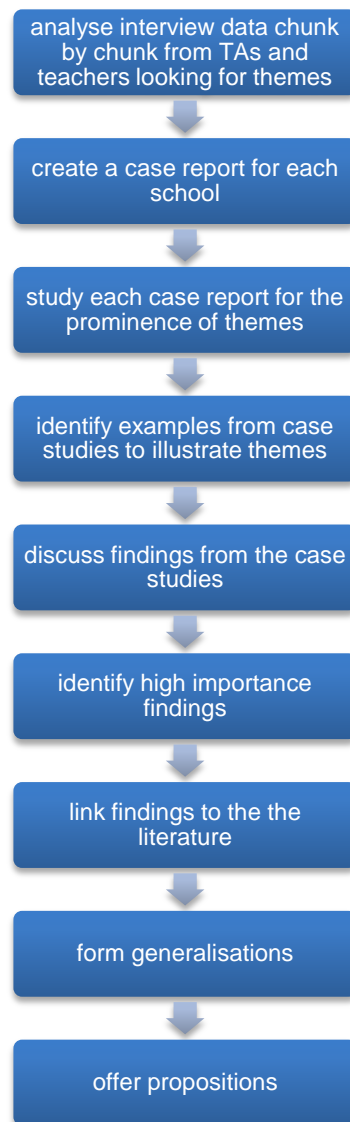 analyse interview data chunk
by chunk from TAs and
teachers looking for themes
create a case report for each
school
study each case report for the
prominence of themes
identify examples from case
studies to illustrate themes
discuss findings from the case
studies
identify high importance
findings
link findings to the the
literature
form generalisations
offer propositions